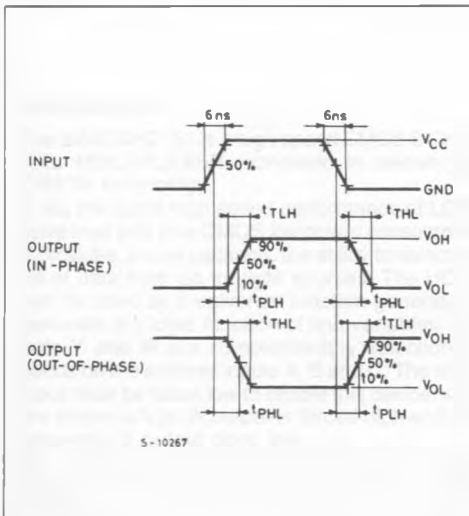 6ns 6ns
VCC
INPUT
50%
GND
tTLH tTHL
VOH
OUTPUT
(IN-PHASE)
90%
50%
10%
VOL
tPLH tPHL
tTHL tTLH
VOH
OUTPUT
(OUT-OF-PHASE)
90%
50%
10%
VOL
tPHL tPLH
S-10267